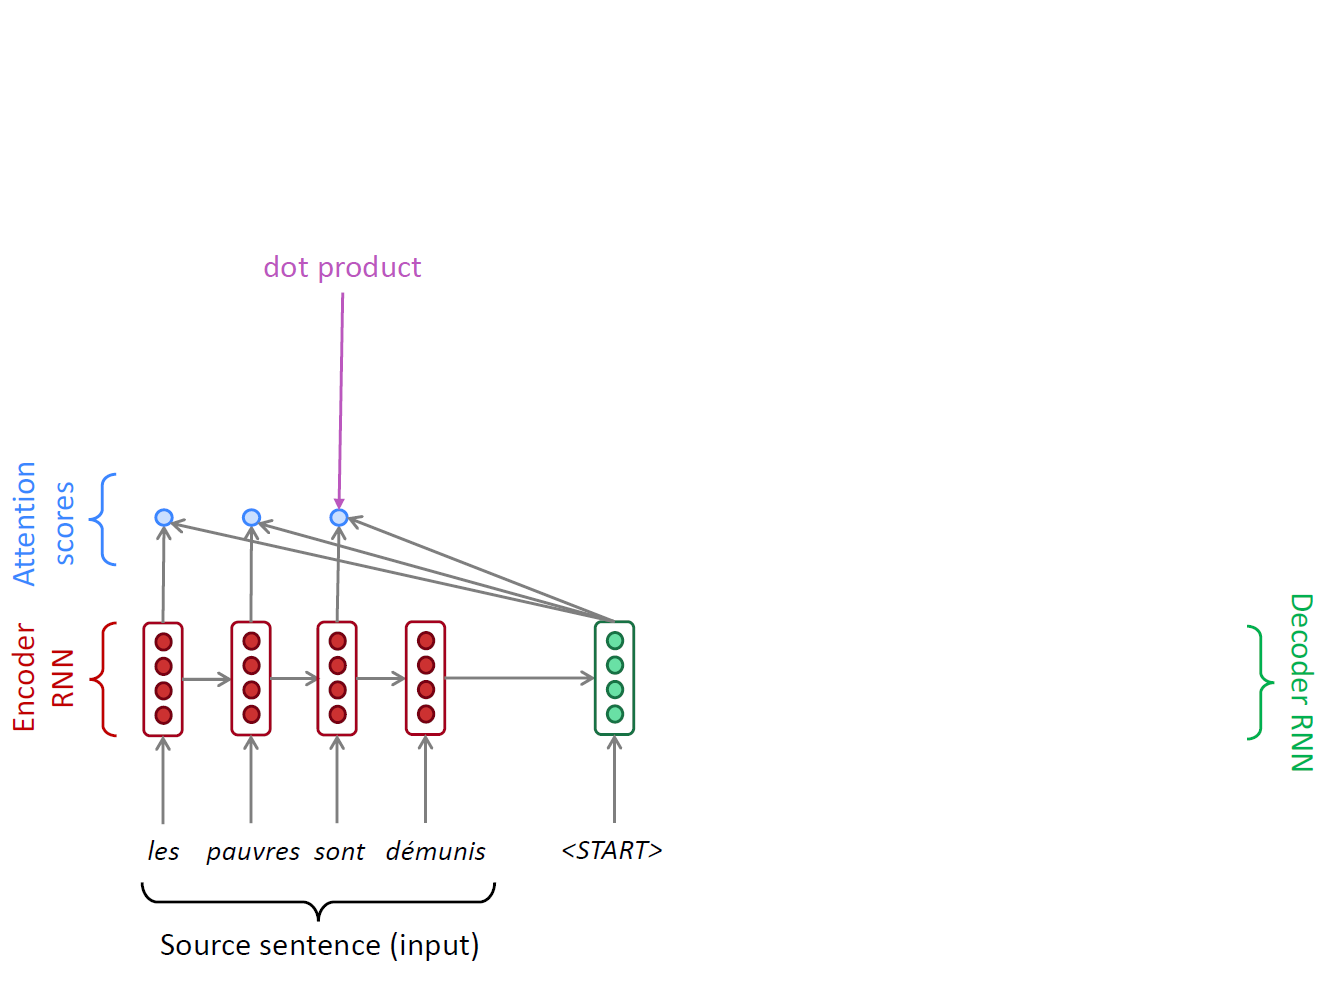 dot product
Attention
scores
Encoder
RNN
Decoder RNN
les pauvres sont démunis <START>
Source sentence (input)